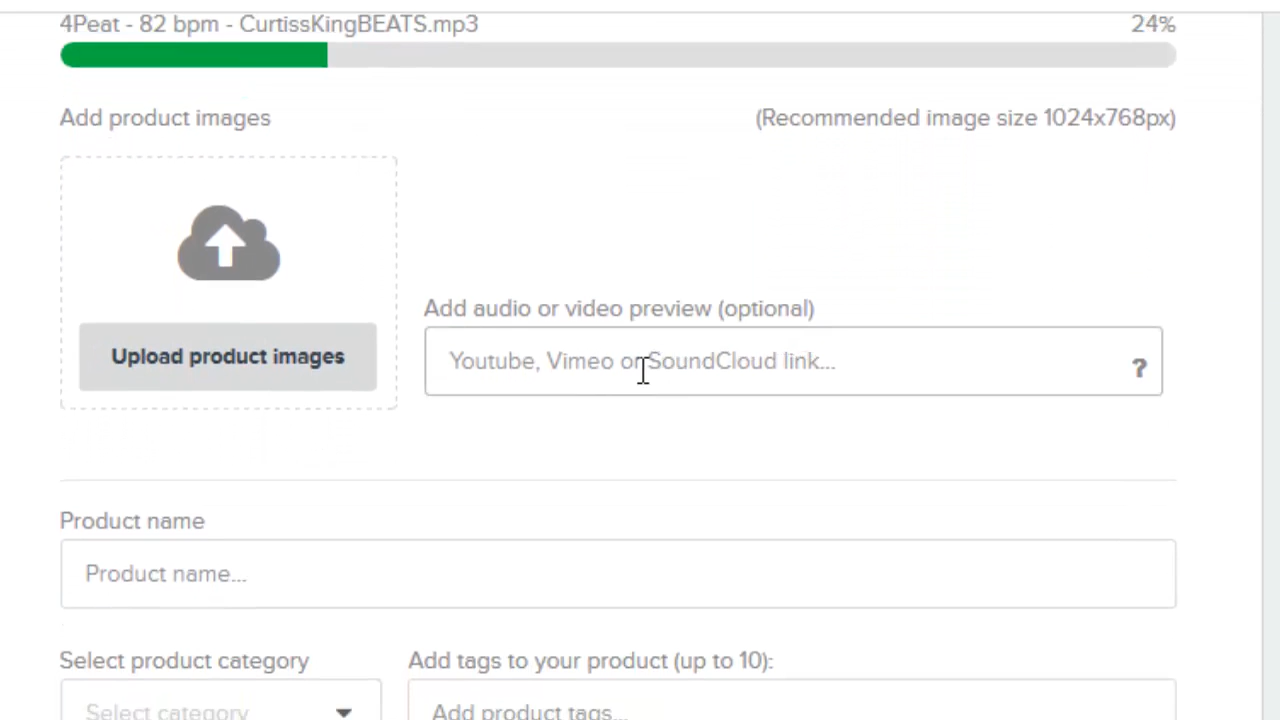 4Peat - 82 bpm - CurtissKingBEATS.mp3 24%
Add product images (Recommended image size 1024x768px)
Add audio or video preview (optional)
Youtube, Vimeo or SoundCloud link...
?
Upload product images
Product name
Product name...
Select product category Add tags to your product (up to 10):
Select category Add product tags...